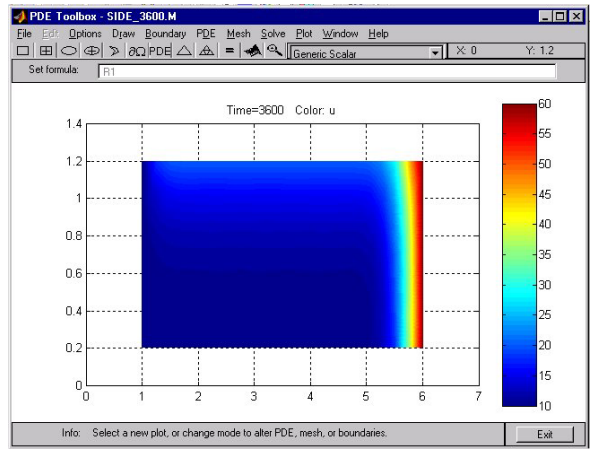 PDE Toolbox - SIDE_3600.M
File Edit Options Draw Boundary PDE Mesh Solve Plot Window Help
∂Ω PDE = Generic Scalar X: 0 Y: 1.2
Set formula: R1
Time=3600 Color: u
1.4
1.2
1
0.8
0.6
0.4
0.2
0
0 1 2 3 4 5 6 7
60
55
50
45
40
35
30
25
20
15
10
Info: Select a new plot, or change mode to alter PDE, mesh, or boundaries. Exit